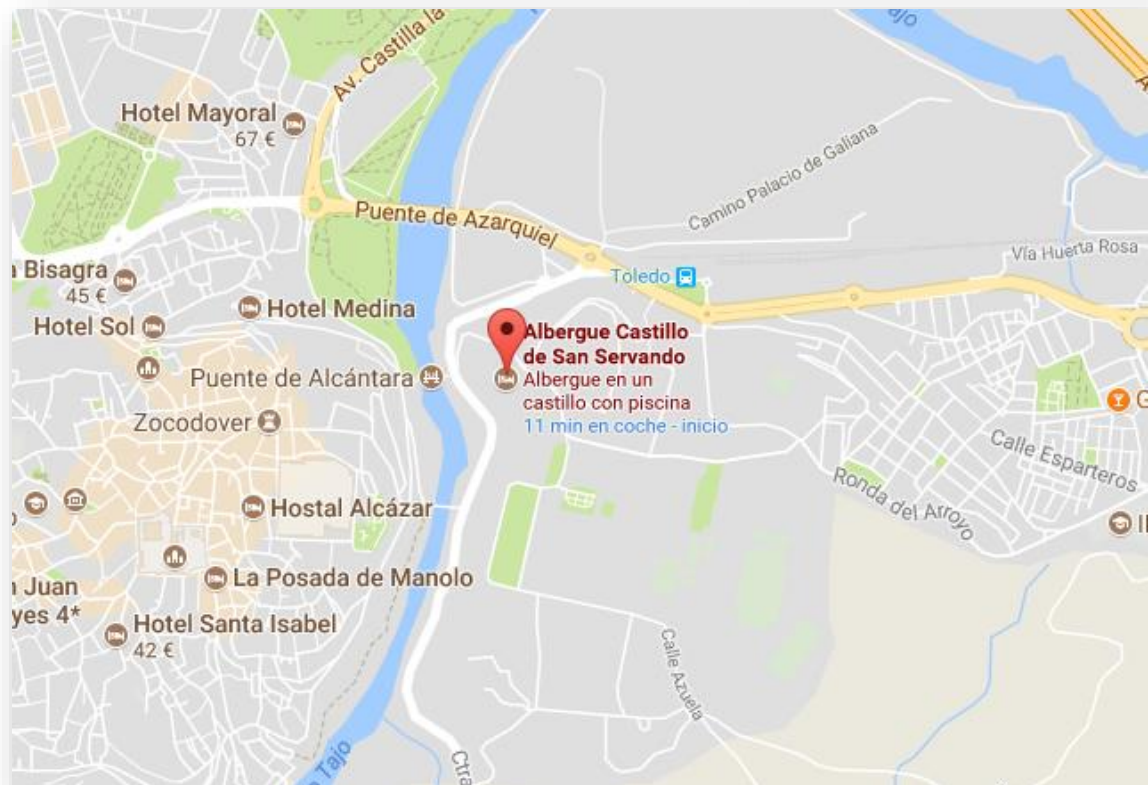 Av. Castilla la
Tajo
A
Hotel Mayoral
67 €
Camino Palacio de Galiana
Puente de Azarquiel
Vía Huerta Rosa
a Bisagra
45 €
Toledo
Hotel Medina
Hotel Sol
Albergue Castillo
de San Servando
Albergue en un
castillo con piscina
11 min en coche - inicio
Puente de Alcántara
Zocodover
G
Calle Esparteros
Ronda del Arroyo
Hostal Alcázar
o
La Posada de Manolo
n Juan
yes 4*
Hotel Santa Isabel
42 €
Calle Azuela
Tajo
Ctra